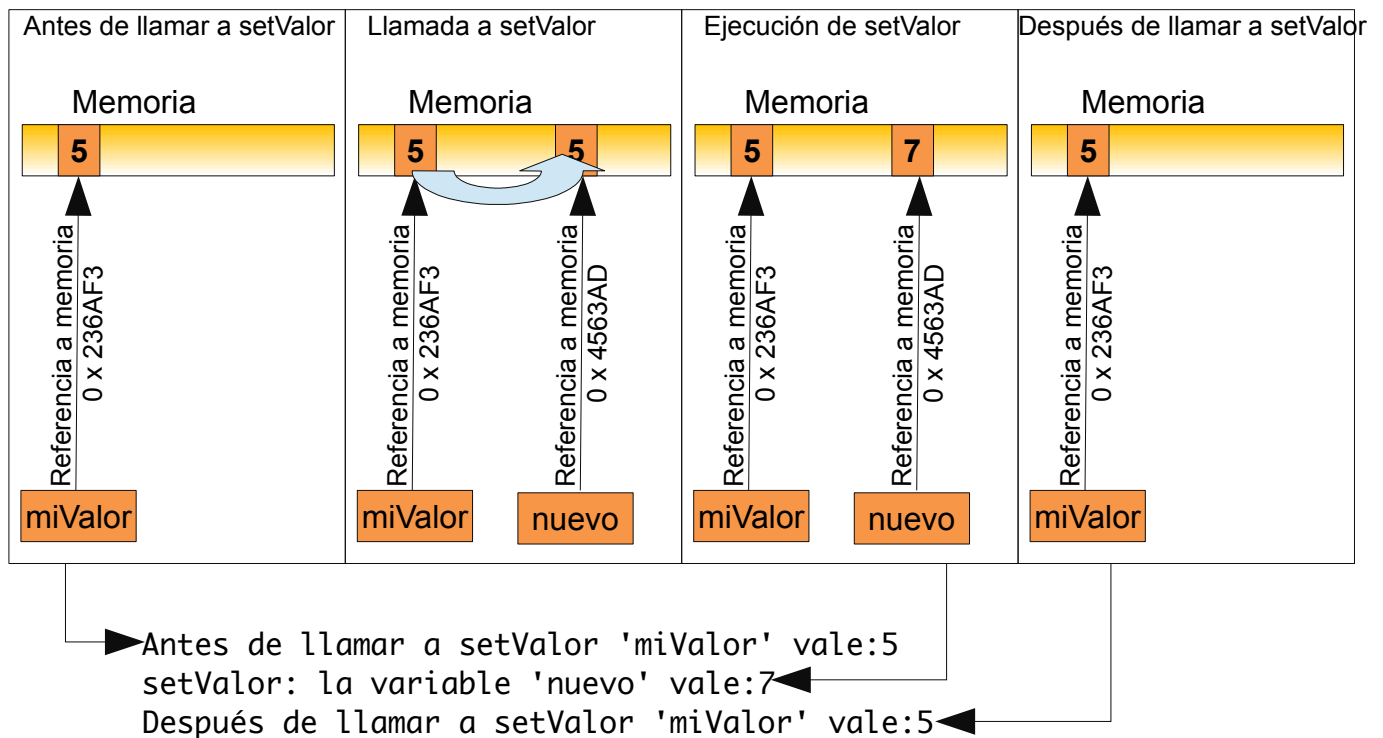 Antes de llamar a setValor
Memoria
5
Referencia a memoria
0 x 236AF3
miValor
Llamada a setValor
Memoria
5
5
Referencia a memoria
0 x 236AF3
Referencia a memoria
0 x 4563AD
miValor
nuevo
Ejecución de setValor
Memoria
5
7
Referencia a memoria
0 x 236AF3
Referencia a memoria
0 x 4563AD
miValor
nuevo
Después de llamar a setValor
Memoria
5
Referencia a memoria
0 x 236AF3
miValor
Antes de llamar a setValor 'miValor' vale:5
setValor: la variable 'nuevo' vale:7
Después de llamar a setValor 'miValor' vale:5